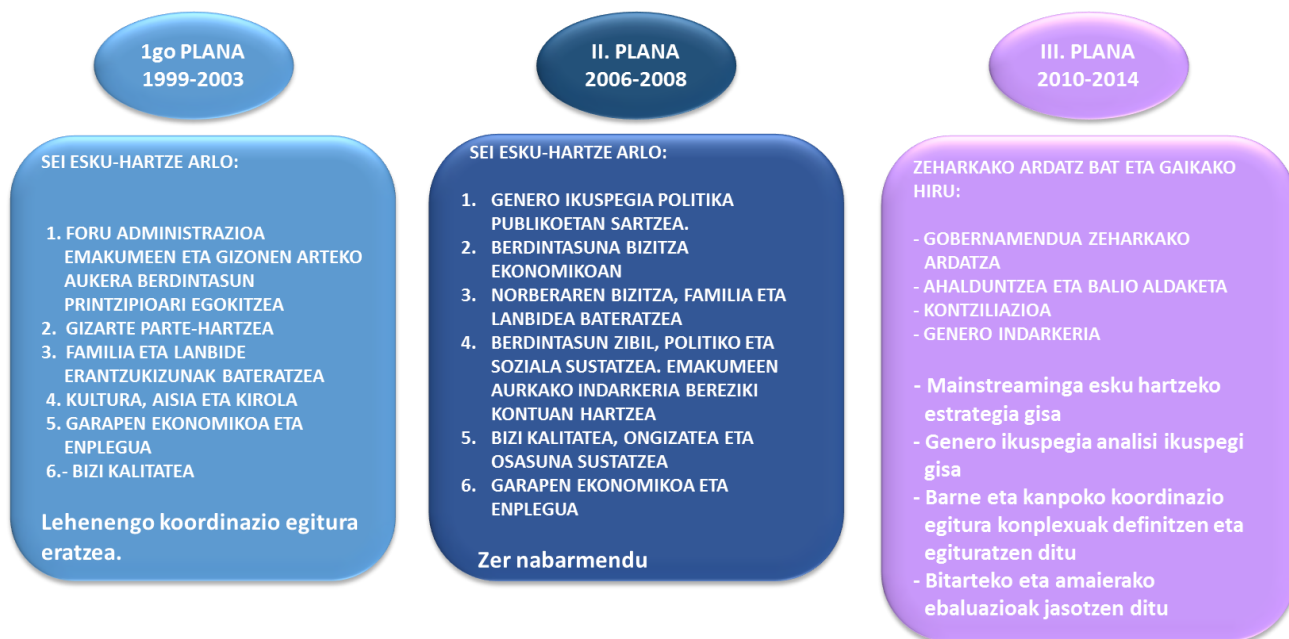 1go PLANA
1999-2003
SEI ESKU-HARTZE ARLO:
1. FORU ADMINISTRAZIOA
EMAKUMEEN ETA GIZONEN ARTEKO
AUKERA BERDINTASUN
PRINTZIPIOARI EGOKITZEA
2. GIZARTE PARTE-HARTZEA
3. FAMILIA ETA LANBIDE
ERANTZUKIZUNAK BATERATZEA
4. KULTURA, AISIA ETA KIROLA
5. GARAPEN EKONOMIKOA ETA
ENPLEGUA
6.- BIZI KALITATEA
Lehenengo koordinazio egitura
eratzea.
II. PLANA
2006-2008
SEI ESKU-HARTZE ARLO:
1. GENERO IKUSPEGIA POLITIKA
PUBLIKOETAN SARTZEA.
2. BERDINTASUNA BIZITZA
EKONOMIKOAN
3. NORBERAREN BIZITZA, FAMILIA ETA
LANBIDEA BATERATZEA
4. BERDINTASUN ZIBIL, POLITIKO ETA
SOZIALA SUSTATZEA. EMAKUMEEN
AURKAKO INDARKERIA BEREZIKI
KONTUAN HARTZEA
5. BIZI KALITATEA, ONGIZATEA ETA
OSASUNA SUSTATZEA
6. GARAPEN EKONOMIKOA ETA
ENPLEGUA
Zer nabarmendu
III. PLANA
2010-2014
ZEHARKAKO ARDATZ BAT ETA GAIKAKO
HIRU:
- GOBERNAMENDUA ZEHARKAKO
ARDATZA
- AHALDUNTZEA ETA BALIO ALDAKETA
- KONTZILIAZIOA
- GENERO INDARKERIA
- Mainstreaminga esku hartzeko
estrategia gisa
- Genero ikuspegia analisi ikuspegi
gisa
- Barne eta kanpoko koordinazio
egitura konplexuak definitzen eta
egituratzen ditu
- Bitarteko eta amaierako
ebaluazioak jasotzen ditu